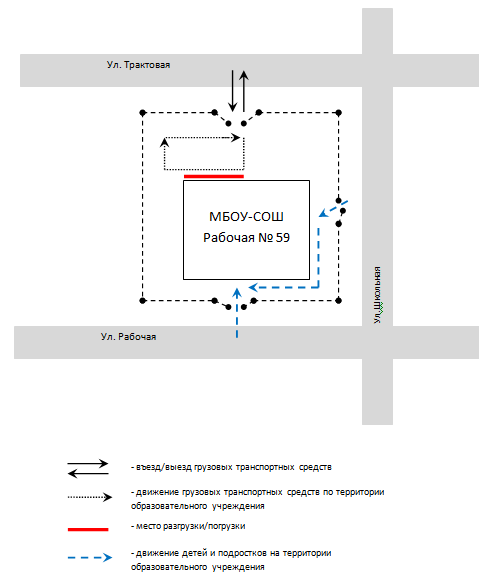 Ул. Трактовая
МБОУ-СОШ
Рабочая № 59
Ул.Школьная
Ул. Рабочая
- въезд/выезд грузовых транспортных средств
- движение грузовых транспортных средств по территории
образовательного учреждения
- место разгрузки/погрузки
- движение детей и подростков на территории
образовательного учреждения